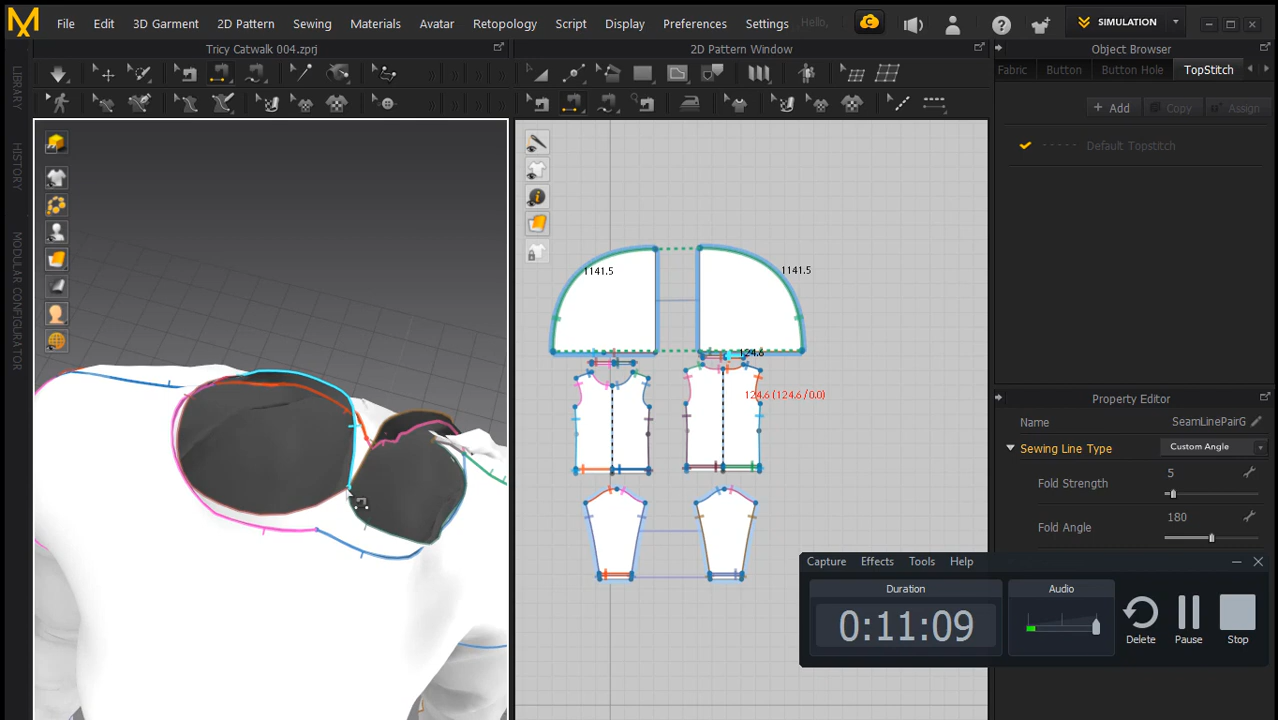 File Edit 3D Garment 2D Pattern Sewing Materials Avatar Retopology Script Display Preferences Settings Hello, SIMULATION
Tricy Catwalk 004.zprj
2D Pattern Window
Object Browser
Fabric Button Button Hole TopStitch
+ Add Copy Assign
Default Topstitch
LIBRARY
HISTORY
MODULAR CONFIGURATOR
1141.5
1141.5
124.6
124.6 (124.6 / 0.0)
Property Editor
Name SeamLinePairG
Sewing Line Type Custom Angle
Fold Strength 5
Fold Angle 180
Capture Effects Tools Help
Duration
0:11:09
Audio
Delete
Pause
Stop